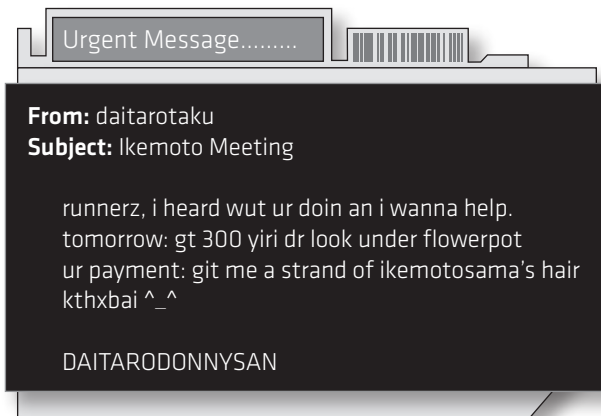 Urgent Message.........
From: daitarotaku
Subject: Ikemoto Meeting
runnerz, i heard wut ur doin an i wanna help.
tomorrow: gt 300 yiri dr look under flowerpot
ur payment: git me a strand of ikemotosama’s hair
kthxbai ^_^
DAITARODONNYSAN